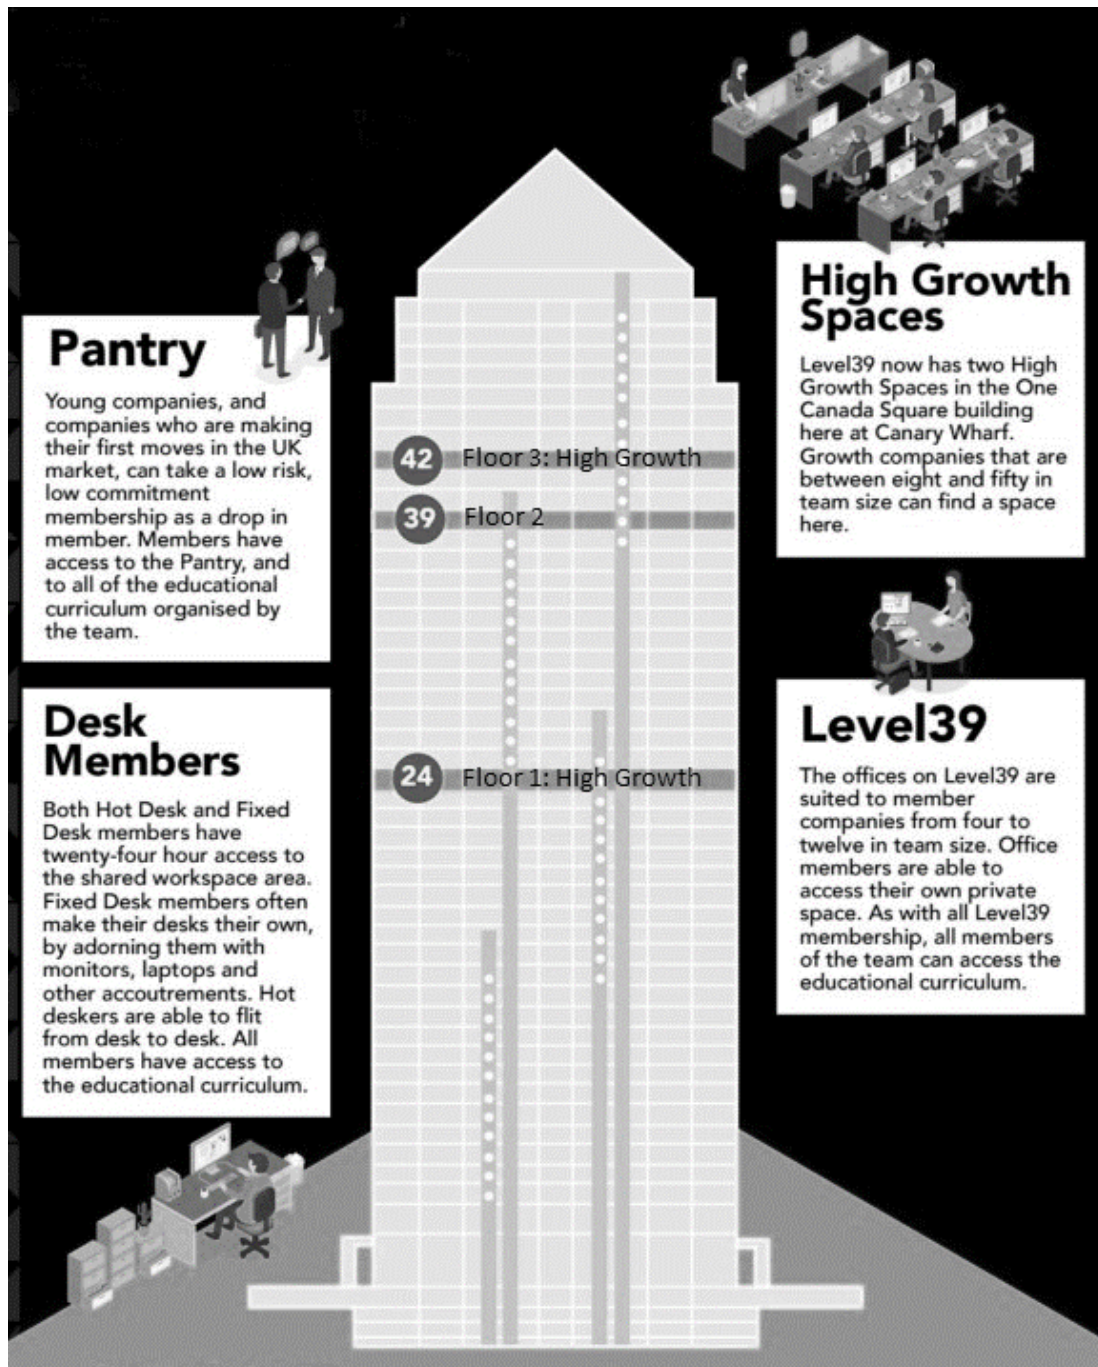 Pantry
Young companies, and
companies who are making
their first moves in the UK
market, can take a low risk,
low commitment
membership as a drop in
member. Members have
access to the Pantry, and
to all of the educational
curriculum organised by
the team.
Desk
Members
Both Hot Desk and Fixed
Desk members have
twenty-four hour access to
the shared workspace area.
Fixed Desk members often
make their desks their own,
by adorning them with
monitors, laptops and
other accoutrements. Hot
deskers are able to flit
from desk to desk. All
members have access to
the educational curriculum.
42 Floor 3: High Growth
39 Floor 2
24 Floor 1: High Growth
High Growth
Spaces
Level39 now has two High
Growth Spaces in the One
Canada Square building
here at Canary Wharf.
Growth companies that are
between eight and fifty in
team size can find a space
here.
Level39
The offices on Level39 are
suited to member
companies from four to
twelve in team size. Office
members are able to
access their own private
space. As with all Level39
membership, all members
of the team can access the
educational curriculum.